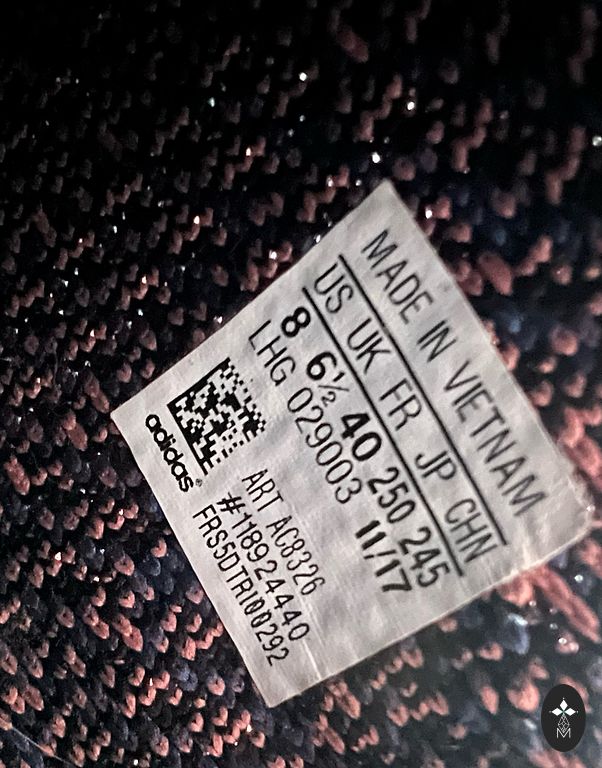 MADE IN VIETNAM
US UK FR JP CHN
8 6½ 40 250 245
LHG 029003 11/17
adidas®
ART AC8326
#118924440
FRS5DTRI00292
M